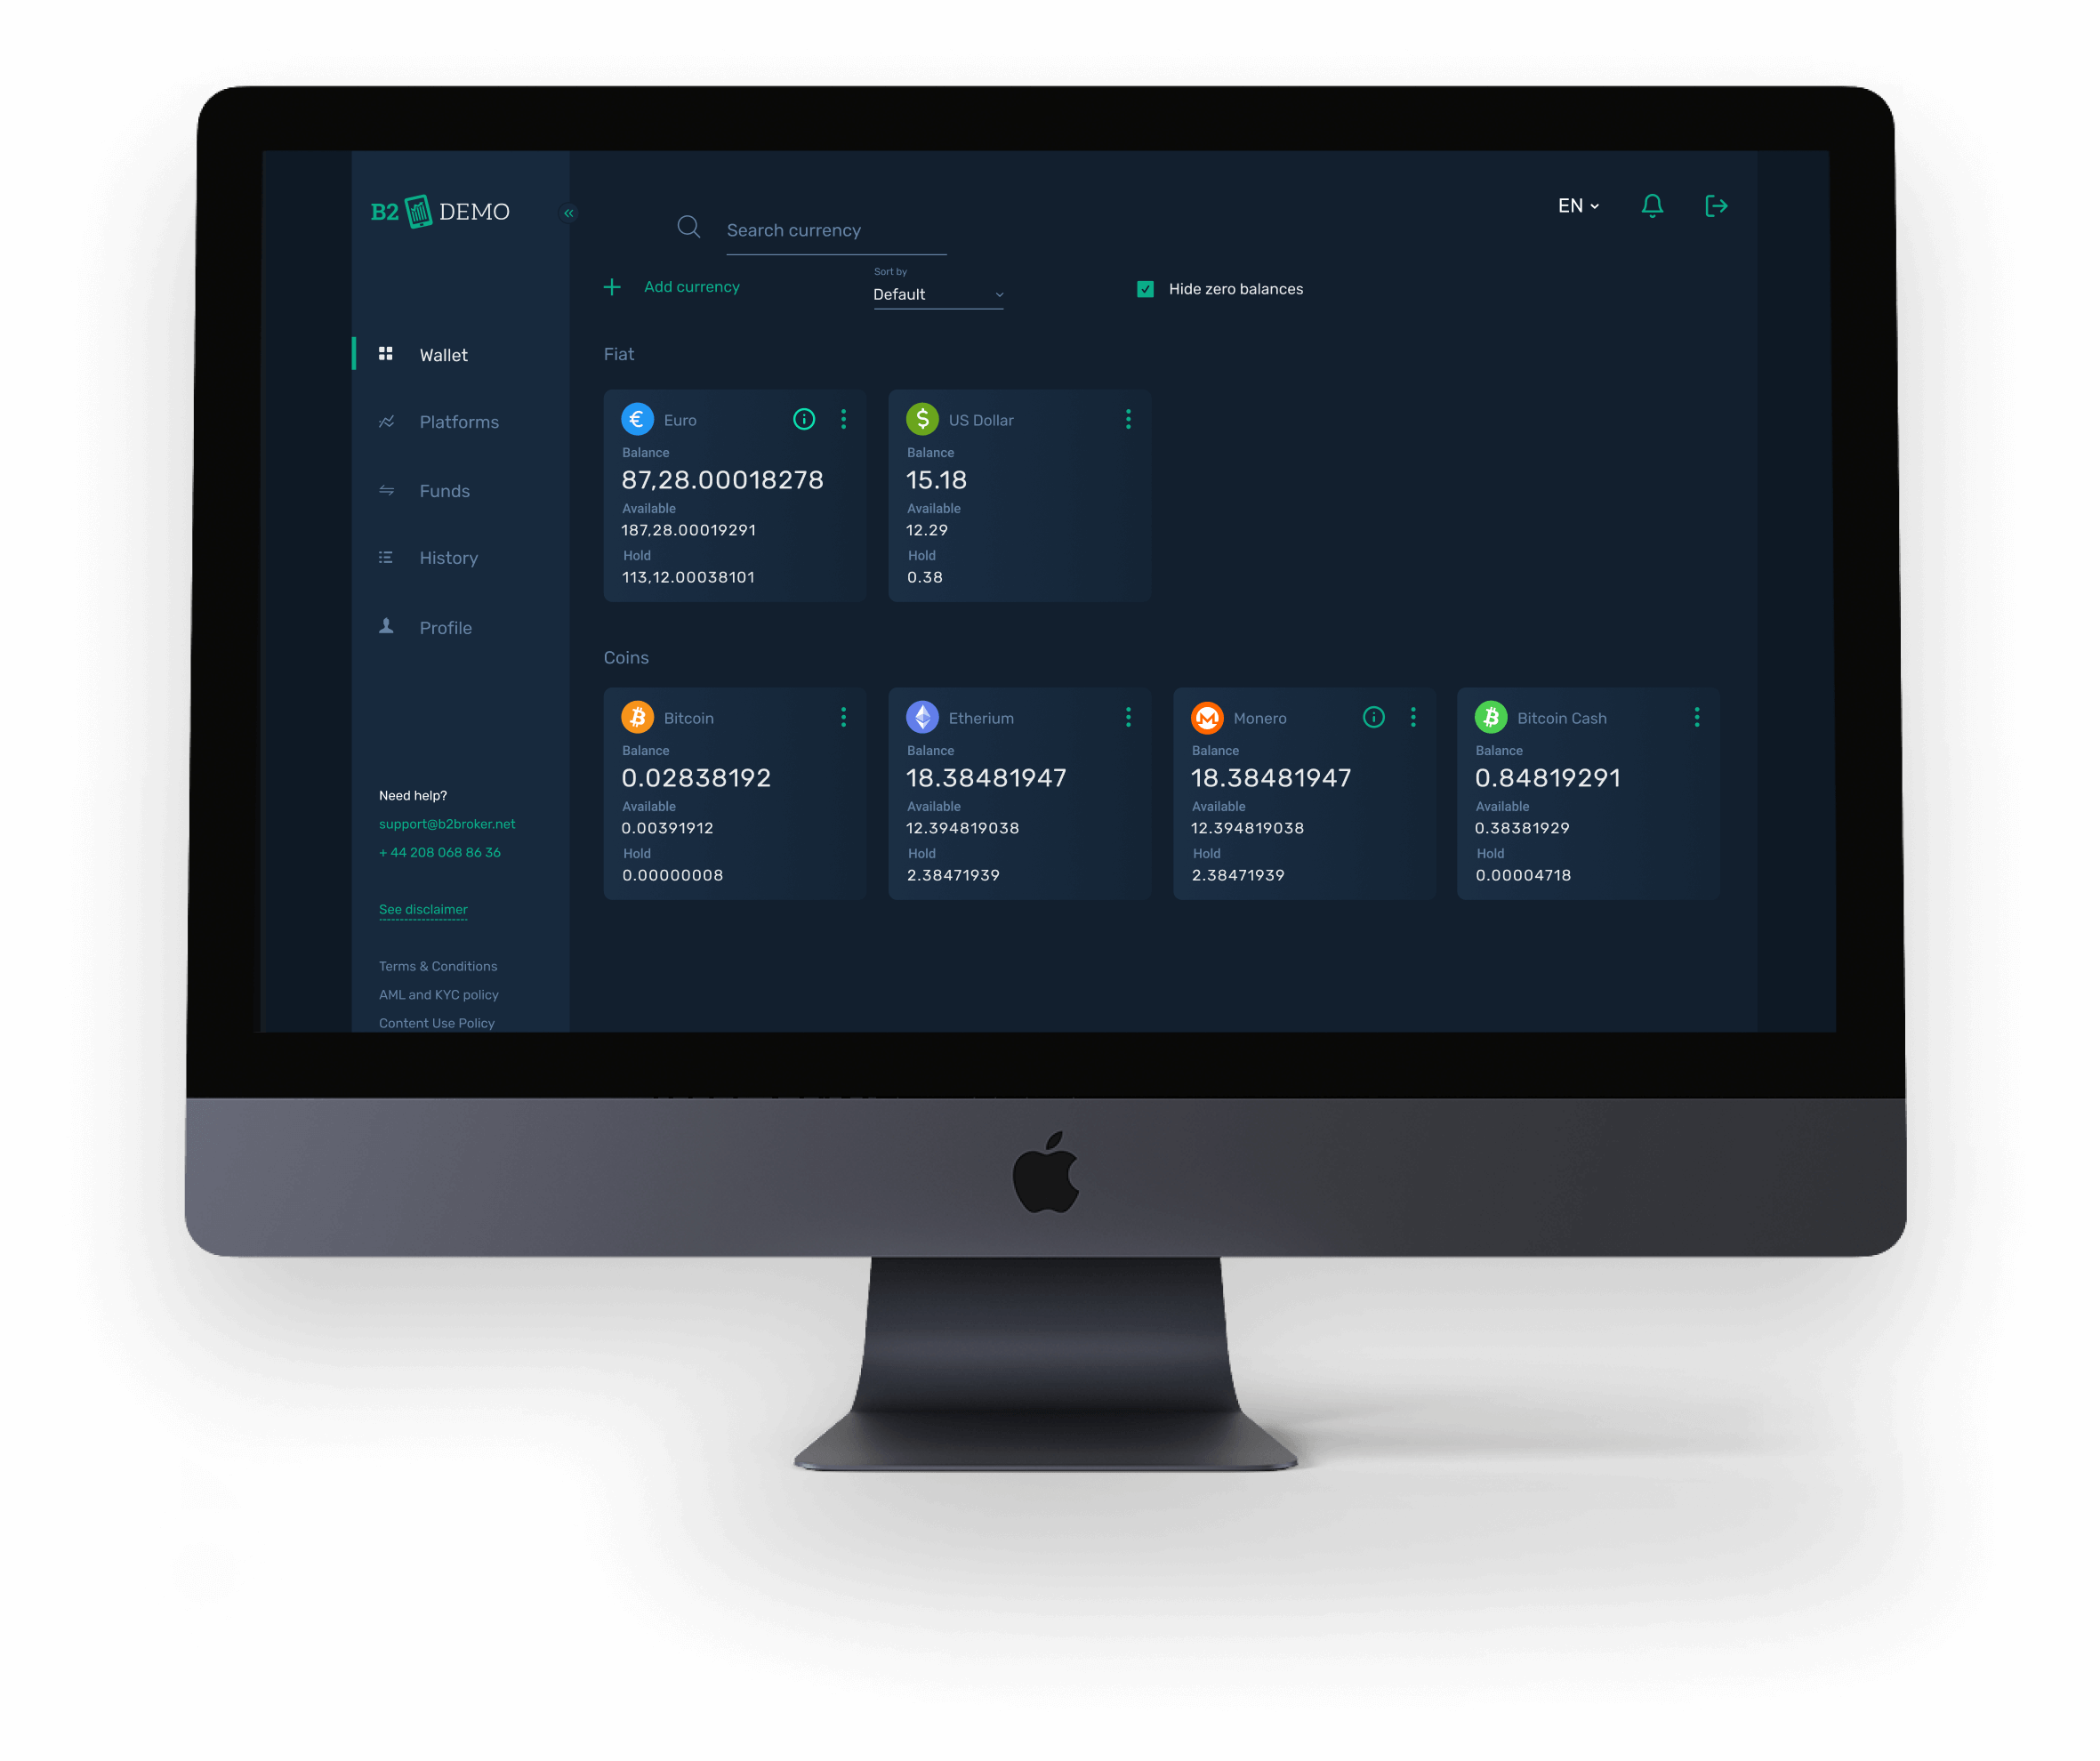 B2 DEMO
«
Search currency
EN
Add currency
Sort by
Default
Hide zero balances
Wallet
Platforms
Funds
History
Profile
Need help?
support@b2broker.net
+ 44 208 068 86 36
See disclaimer
Terms & Conditions
AML and KYC policy
Content Use Policy
Fiat
Euro
Balance
87,28.00018278
Available
187,28.00019291
Hold
113,12.00038101
US Dollar
Balance
15.18
Available
12.29
Hold
0.38
Coins
Bitcoin
Balance
0.02838192
Available
0.00391912
Hold
0.00000008
Etherium
Balance
18.38481947
Available
12.394819038
Hold
2.38471939
Monero
Balance
18.38481947
Available
12.394819038
Hold
2.38471939
Bitcoin Cash
Balance
0.84819291
Available
0.38381929
Hold
0.00004718